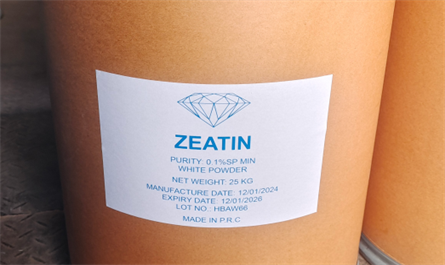 ZEATIN
PURITY: 0.1%SP MIN
WHITE POWDER
NET WEIGHT: 25 KG
MANUFACTURE DATE: 12/01/2024
EXPIRY DATE: 12/01/2026
LOT NO.: HBAW66
MADE IN P.R.C